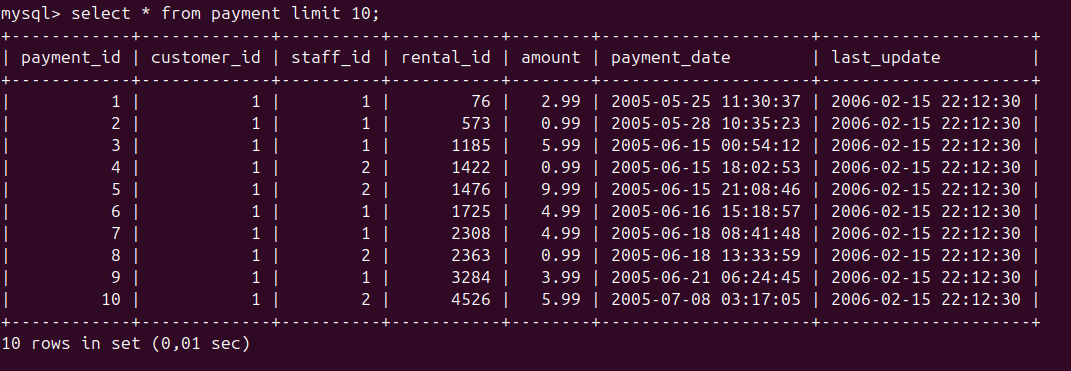 mysql> select * from payment limit 10;
+------------+-------------+----------+-----------+--------+---------------------+---------------------+
| payment_id | customer_id | staff_id | rental_id | amount | payment_date        | last_update         |
+------------+-------------+----------+-----------+--------+---------------------+---------------------+
|          1 |           1 |        1 |        76 |   2.99 | 2005-05-25 11:30:37 | 2006-02-15 22:12:30 |
|          2 |           1 |        1 |       573 |   0.99 | 2005-05-28 10:35:23 | 2006-02-15 22:12:30 |
|          3 |           1 |        1 |      1185 |   5.99 | 2005-06-15 00:54:12 | 2006-02-15 22:12:30 |
|          4 |           1 |        2 |      1422 |   0.99 | 2005-06-15 18:02:53 | 2006-02-15 22:12:30 |
|          5 |           1 |        2 |      1476 |   9.99 | 2005-06-15 21:08:46 | 2006-02-15 22:12:30 |
|          6 |           1 |        1 |      1725 |   4.99 | 2005-06-16 15:18:57 | 2006-02-15 22:12:30 |
|          7 |           1 |        1 |      2308 |   4.99 | 2005-06-18 08:41:48 | 2006-02-15 22:12:30 |
|          8 |           1 |        2 |      2363 |   0.99 | 2005-06-18 13:33:59 | 2006-02-15 22:12:30 |
|          9 |           1 |        1 |      3284 |   3.99 | 2005-06-21 06:24:45 | 2006-02-15 22:12:30 |
|         10 |           1 |        2 |      4526 |   5.99 | 2005-07-08 03:17:05 | 2006-02-15 22:12:30 |
+------------+-------------+----------+-----------+--------+---------------------+---------------------+
10 rows in set (0,01 sec)